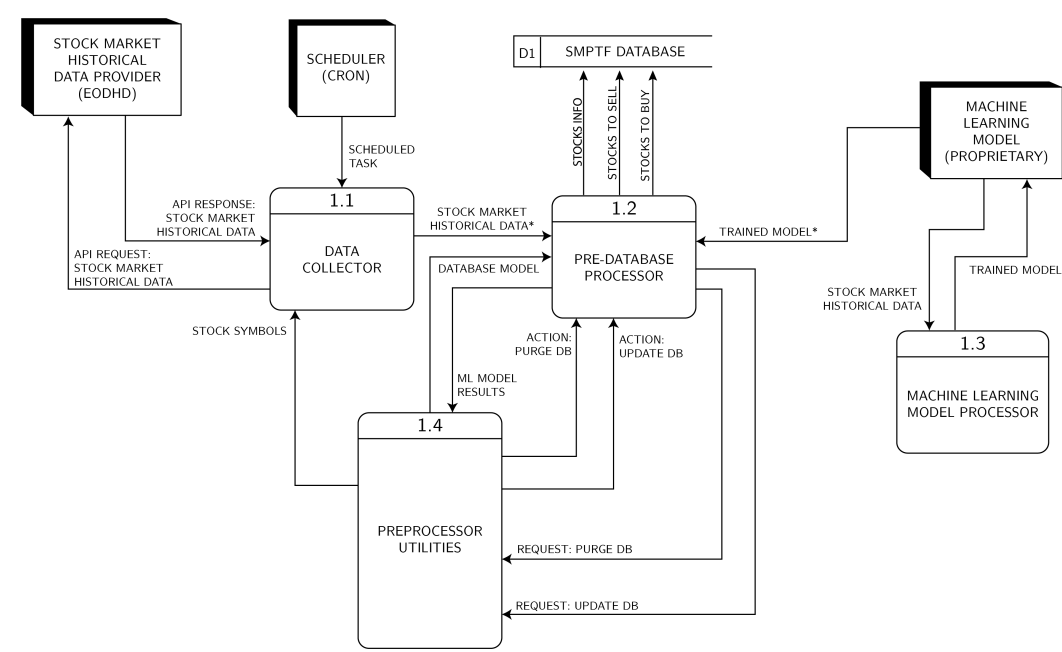 STOCK MARKET
HISTORICAL
DATA PROVIDER
(EODHD)
SCHEDULER
(CRON)
D1
SMPTF DATABASE
STOCKS INFO
STOCKS TO SELL
STOCKS TO BUY
MACHINE
LEARNING
MODEL
(PROPRIETARY)
SCHEDULED
TASK
API RESPONSE:
STOCK MARKET
HISTORICAL DATA
API REQUEST:
STOCK MARKET
HISTORICAL DATA
1.1
DATA
COLLECTOR
STOCK MARKET
HISTORICAL DATA*
DATABASE MODEL
1.2
PRE-DATABASE
PROCESSOR
TRAINED MODEL*
TRAINED MODEL
STOCK MARKET
HISTORICAL DATA
1.3
MACHINE LEARNING
MODEL PROCESSOR
STOCK SYMBOLS
ML MODEL
RESULTS
ACTION:
PURGE DB
ACTION:
UPDATE DB
1.4
PREPROCESSOR
UTILITIES
REQUEST: PURGE DB
REQUEST: UPDATE DB